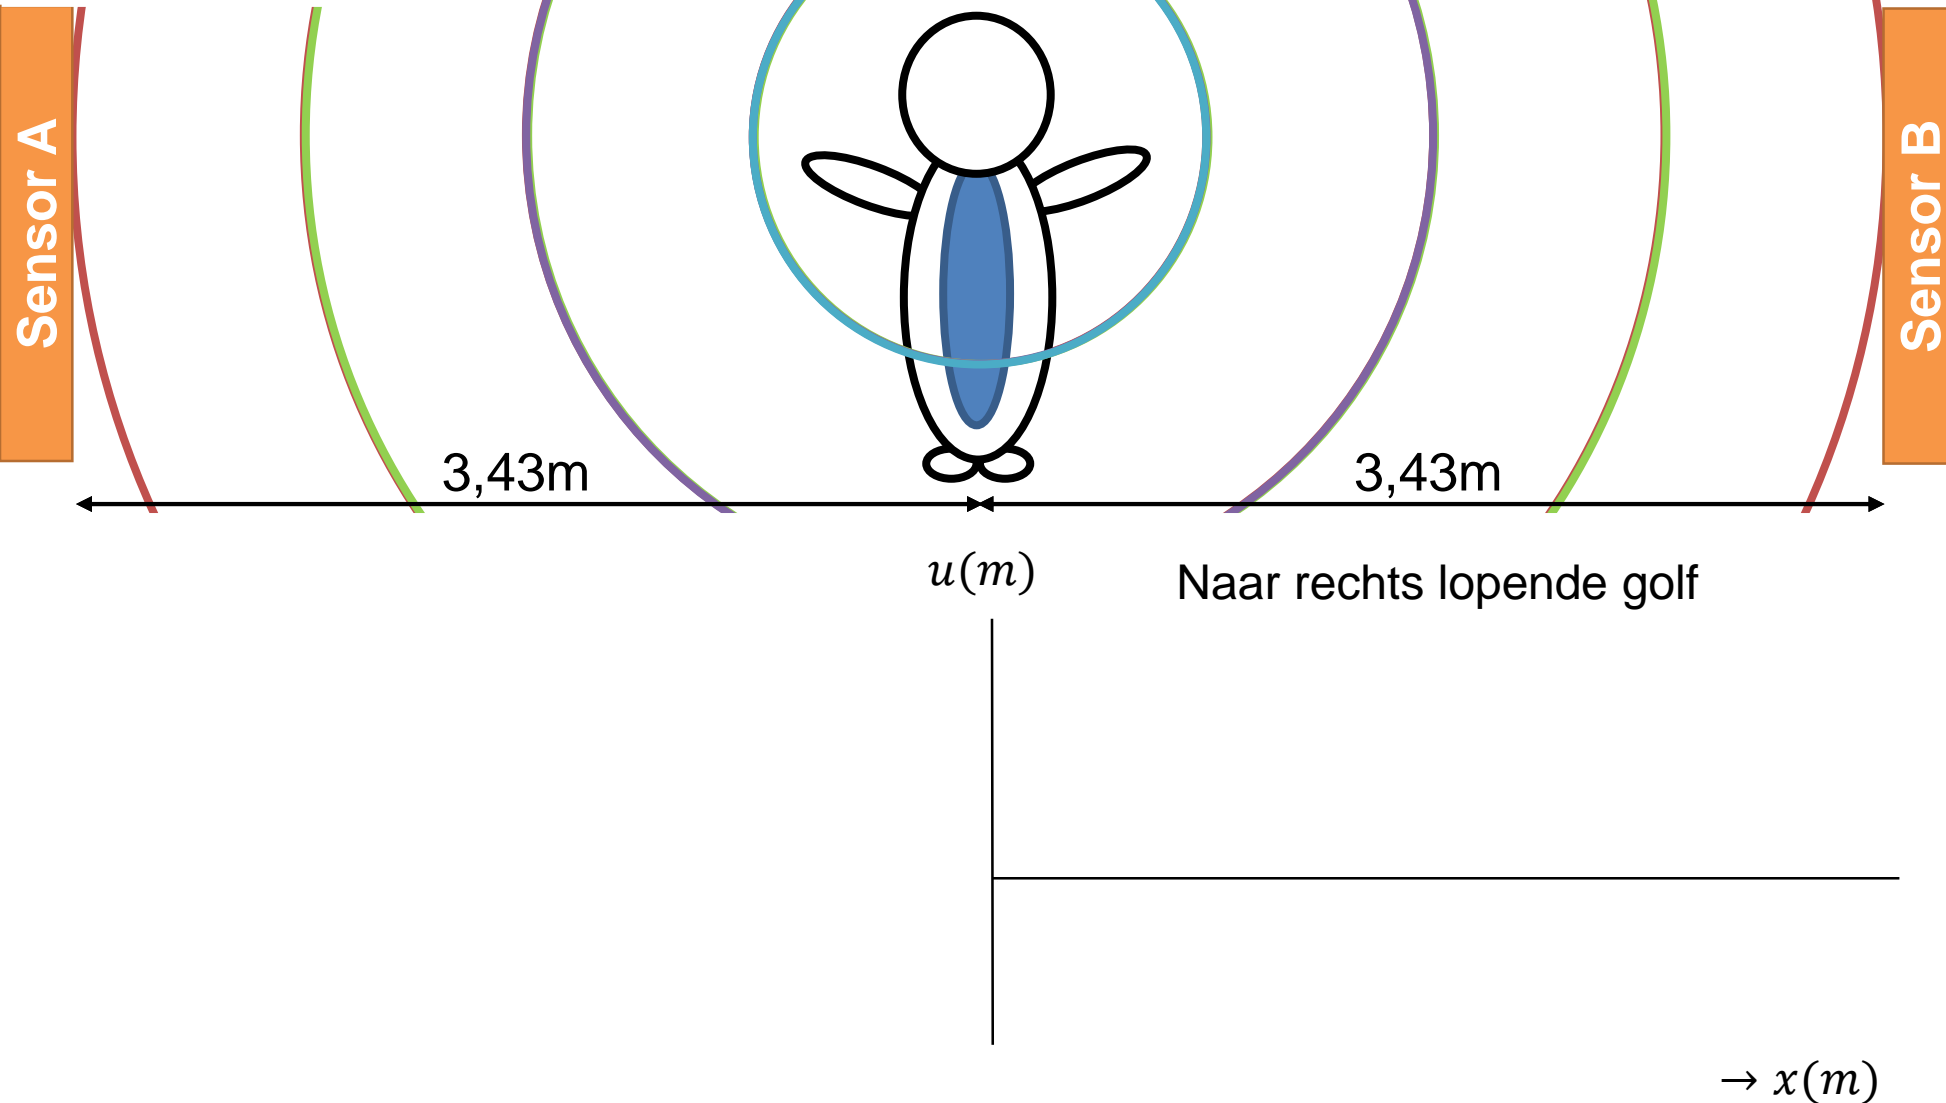 Sensor A
Sensor B
3,43m
3,43m
u(m)
Naar rechts lopende golf
→ x(m)